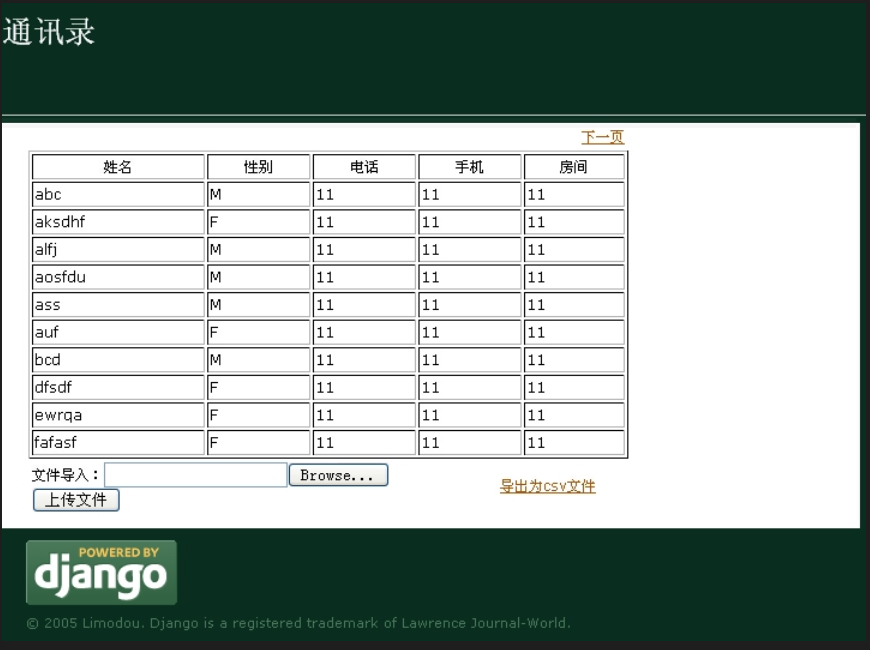 通讯录
下一页
姓名 性别 电话 手机 房间
abc M 11 11 11
aksdhf F 11 11 11
alfj M 11 11 11
aosfdu M 11 11 11
ass M 11 11 11
auf F 11 11 11
bcd M 11 11 11
dfsdf F 11 11 11
ewrqa F 11 11 11
fafasf F 11 11 11
文件导入： Browse...
导出为csv文件
上传文件
POWERED BY
django
© 2005 Limodou. Django is a registered trademark of Lawrence Journal-World.